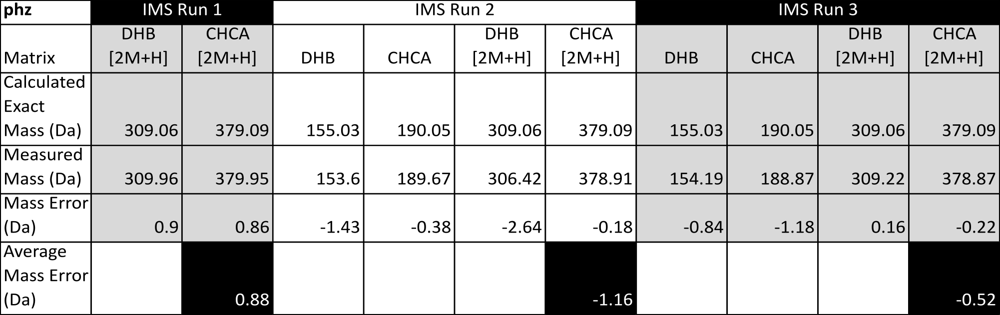 phz IMS Run 1 IMS Run 2 IMS Run 3
DHB CHCA DHB CHCA DHB CHCA
Matrix [2M+H] [2M+H] DHB CHCA [2M+H] [2M+H] DHB CHCA [2M+H] [2M+H]
Calculated
Exact
Mass (Da) 309.06 379.09 155.03 190.05 309.06 379.09 155.03 190.05 309.06 379.09
Measured
Mass (Da) 309.96 379.95 153.6 189.67 306.42 378.91 154.19 188.87 309.22 378.87
Mass Error
(Da) 0.9 0.86 -1.43 -0.38 -2.64 -0.18 -0.84 -1.18 0.16 -0.22
Average
Mass Error
(Da) 0.88 -1.16 -0.52